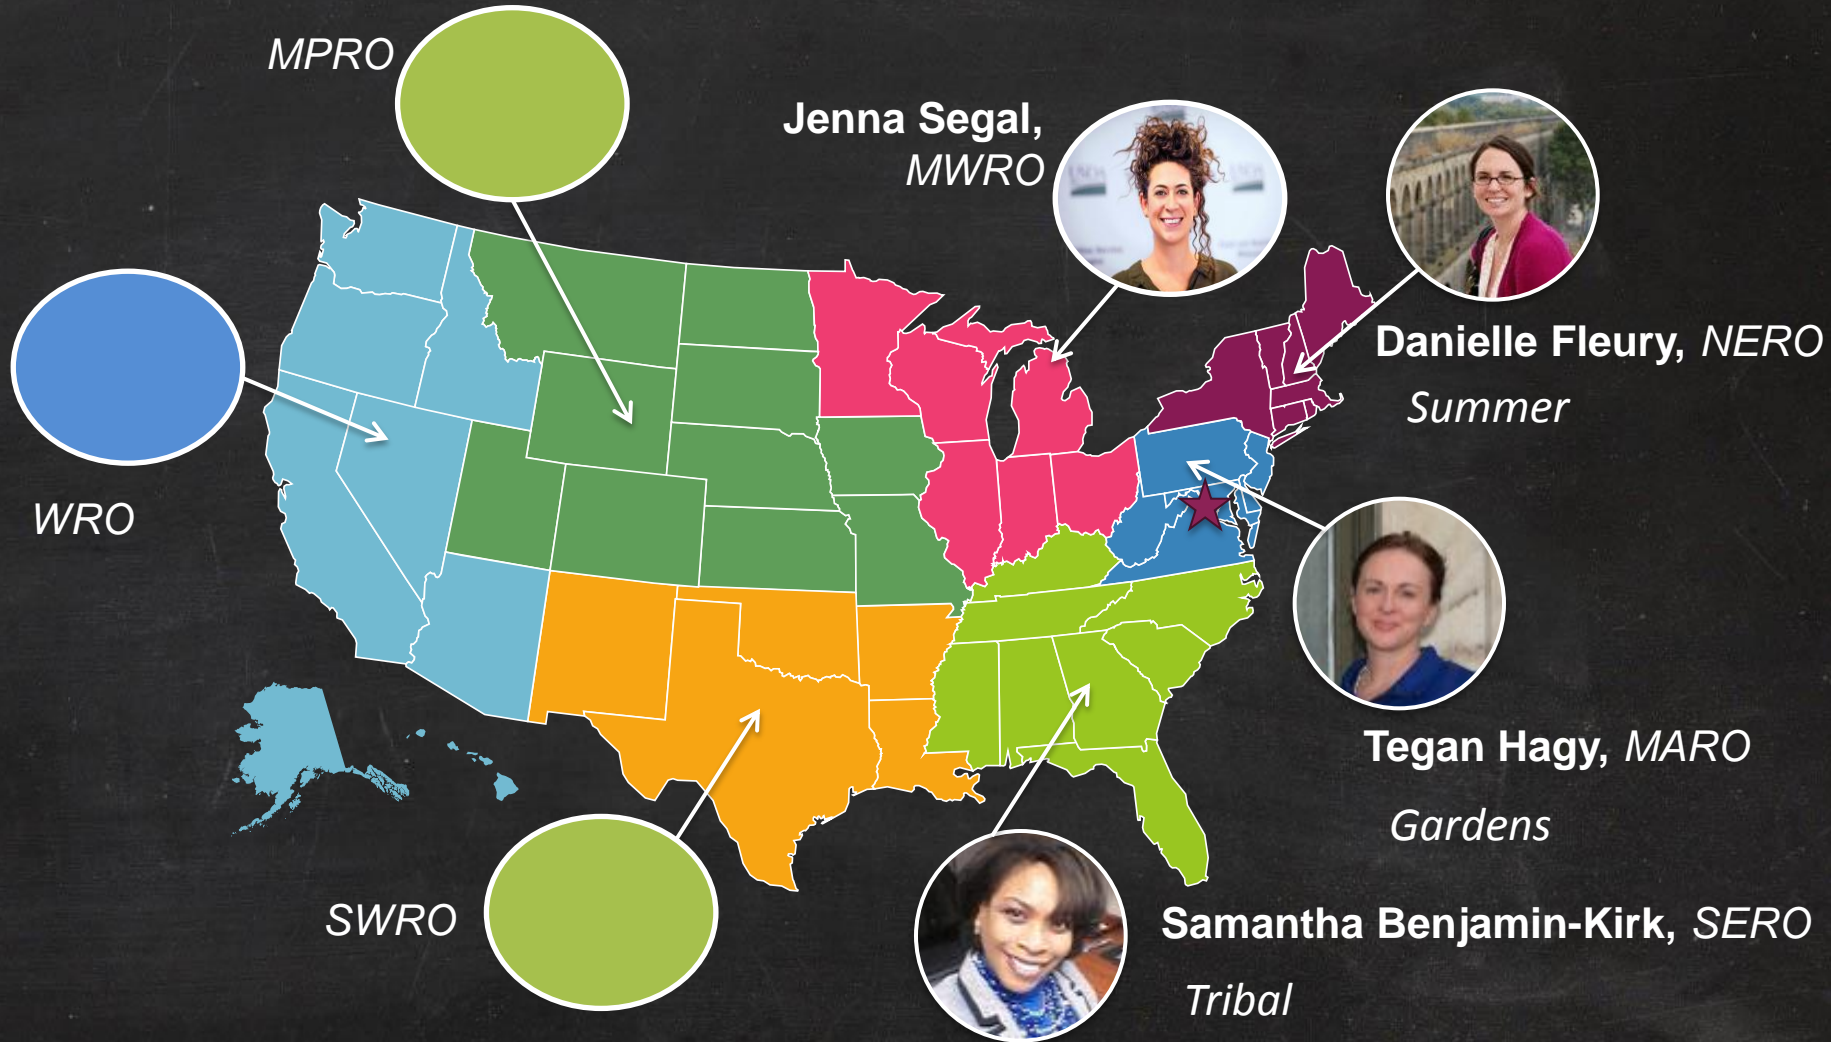 MPRO
Jenna Segal,
MWRO
Danielle Fleury, NERO
Summer
WRO
Tegan Hagy, MARO
Gardens
SWRO
Samantha Benjamin-Kirk, SERO
Tribal
USDA